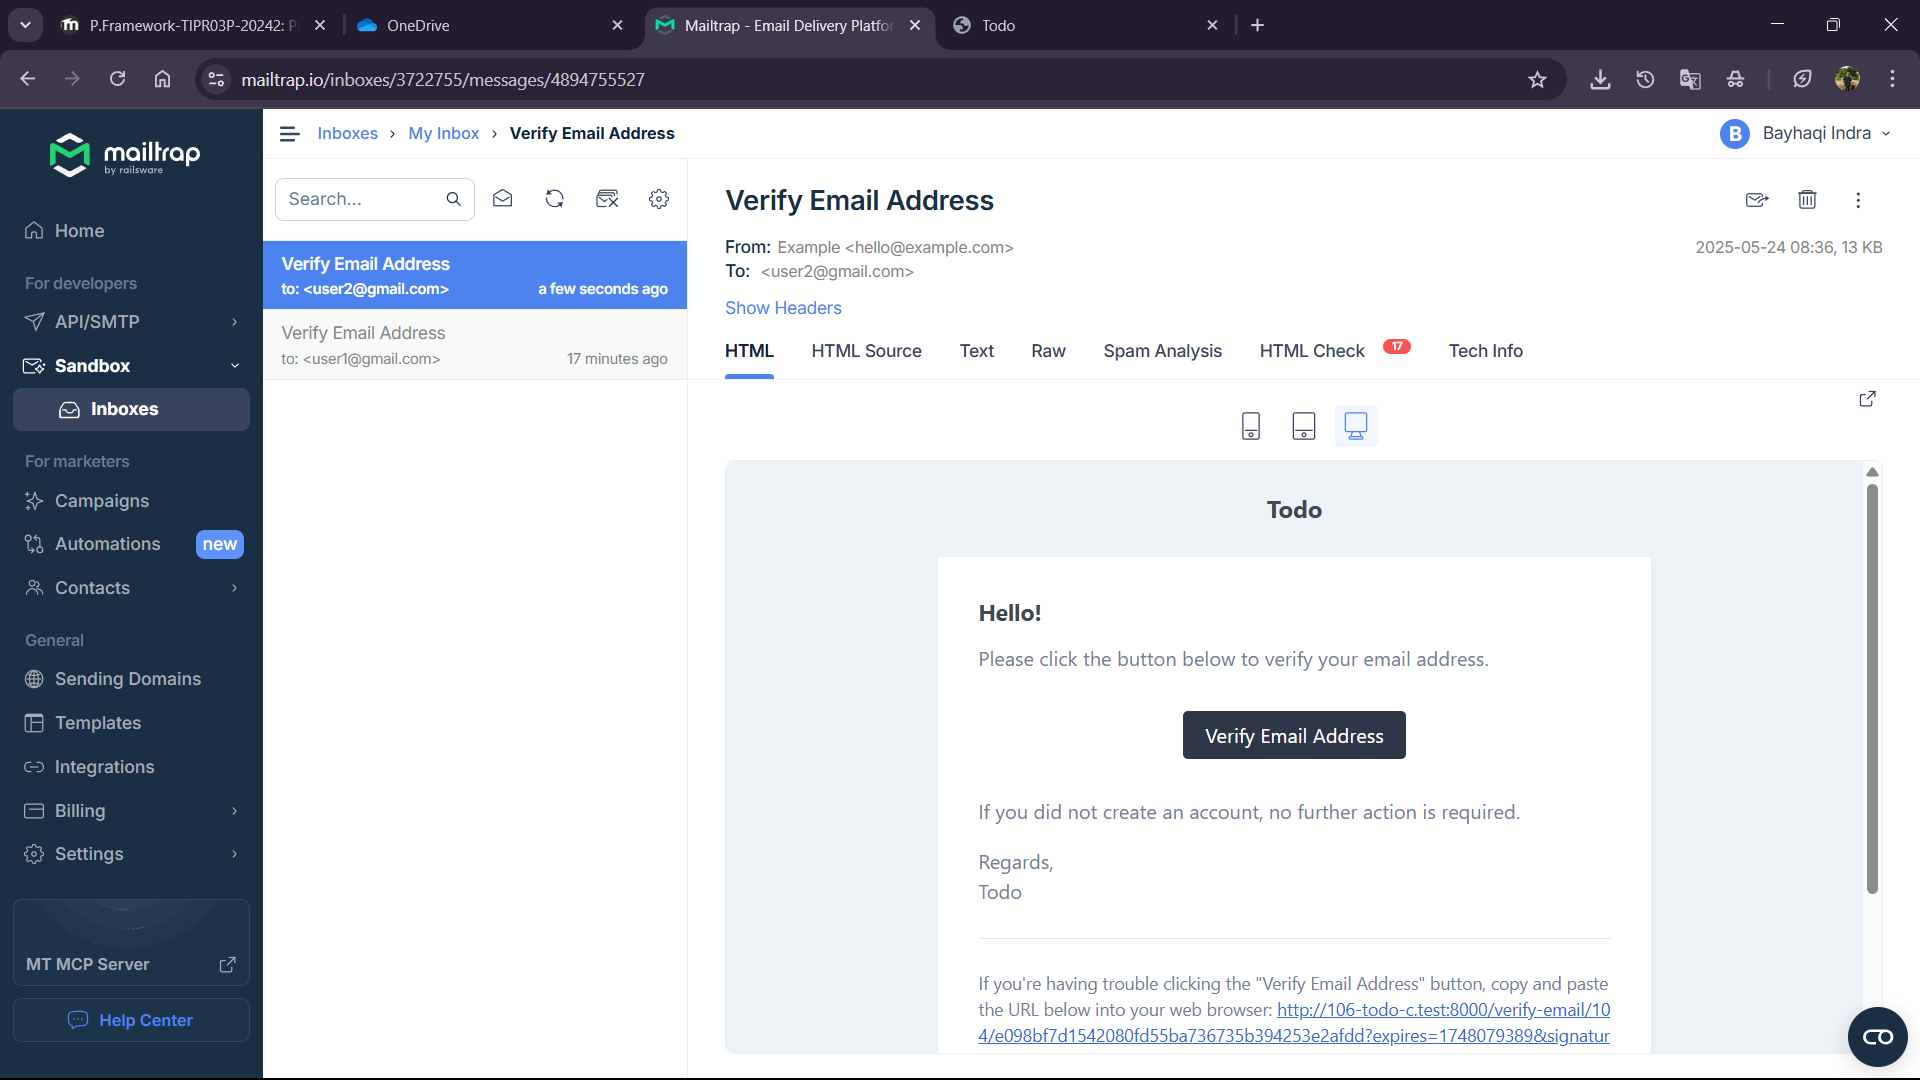 P.Framework-TIPR03P-20242: P
OneDrive
Mailtrap - Email Delivery Platfor
Todo
mailtrap.io/inboxes/3722755/messages/4894755527
mailtrap
by railsware
Home
For developers
API/SMTP
Sandbox
Inboxes
For marketers
Campaigns
Automations new
Contacts
General
Sending Domains
Templates
Integrations
Billing
Settings
MT MCP Server
Help Center
Inboxes › My Inbox › Verify Email Address
B Bayhaqi Indra
Search...
Verify Email Address
to: <user2@gmail.com> a few seconds ago
Verify Email Address
to: <user1@gmail.com> 17 minutes ago
Verify Email Address
From: Example <hello@example.com>
2025-05-24 08:36, 13 KB
To: <user2@gmail.com>
Show Headers
HTML HTML Source Text Raw Spam Analysis HTML Check 17 Tech Info
Todo
Hello!
Please click the button below to verify your email address.
Verify Email Address
If you did not create an account, no further action is required.
Regards,
Todo
If you're having trouble clicking the "Verify Email Address" button, copy and paste
the URL below into your web browser: http://106-todo-c.test:8000/verify-email/10
4/e098bf7d1542080fd55ba736735b394253e2afdd?expires=1748079389&signatur